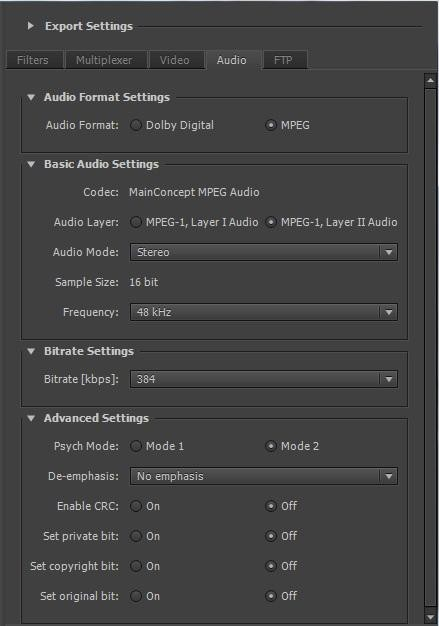 Export Settings
Filters Multiplexer Video Audio FTP
Audio Format Settings
Audio Format: Dolby Digital MPEG
Basic Audio Settings
Codec: MainConcept MPEG Audio
Audio Layer: MPEG-1, Layer I Audio MPEG-1, Layer II Audio
Audio Mode: Stereo
Sample Size: 16 bit
Frequency: 48 kHz
Bitrate Settings
Bitrate [kbps]: 384
Advanced Settings
Psych Mode: Mode 1 Mode 2
De-emphasis: No emphasis
Enable CRC: On Off
Set private bit: On Off
Set copyright bit: On Off
Set original bit: On Off